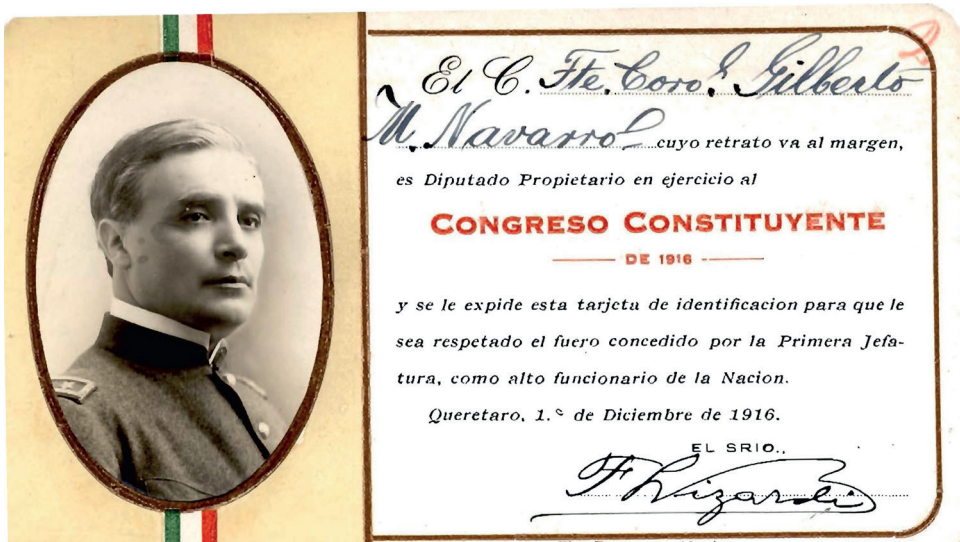 El C. Tte. Corol. Gilberto
M. Navarro cuyo retrato va al margen,
es Diputado Propietario en ejercicio al
CONGRESO CONSTITUYENTE
DE 1916
y se le expide esta tarjeta de identificacion para que le
sea respetado el fuero concedido por la Primera Jefa-
tura, como alto funcionario de la Nacion.
Queretaro, 1.º de Diciembre de 1916.
EL SRIO.,
F Lizardi